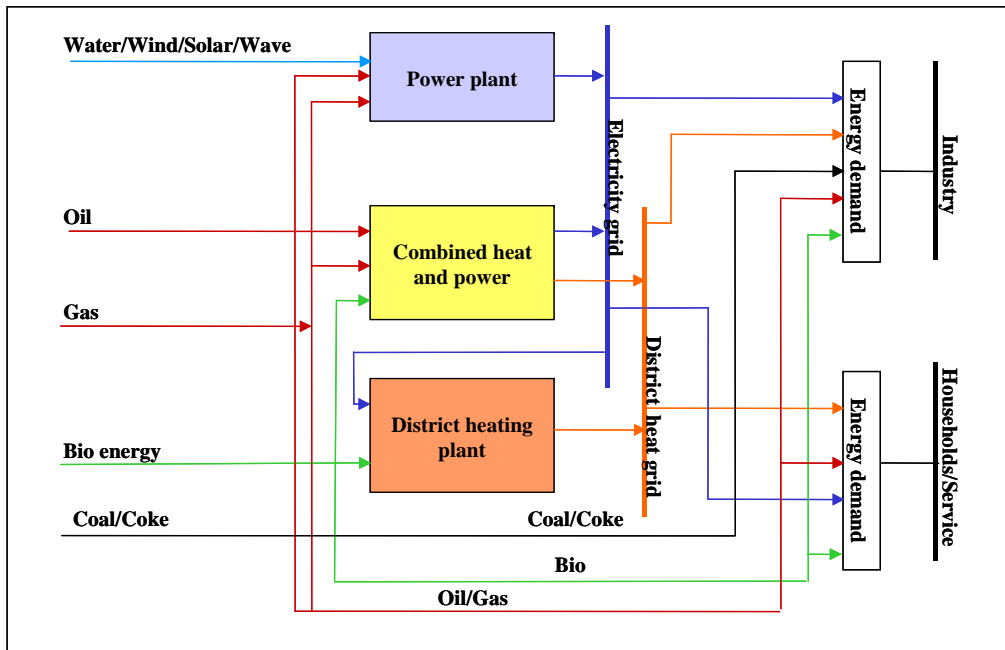 Water/Wind/Solar/Wave
Power plant
Electricity grid
Energy demand
Industry
Oil
Combined heat
and power
Gas
District heat grid
District heating
plant
Energy demand
Households/Service
Bio energy
Coal/Coke
Coal/Coke
Bio
Oil/Gas